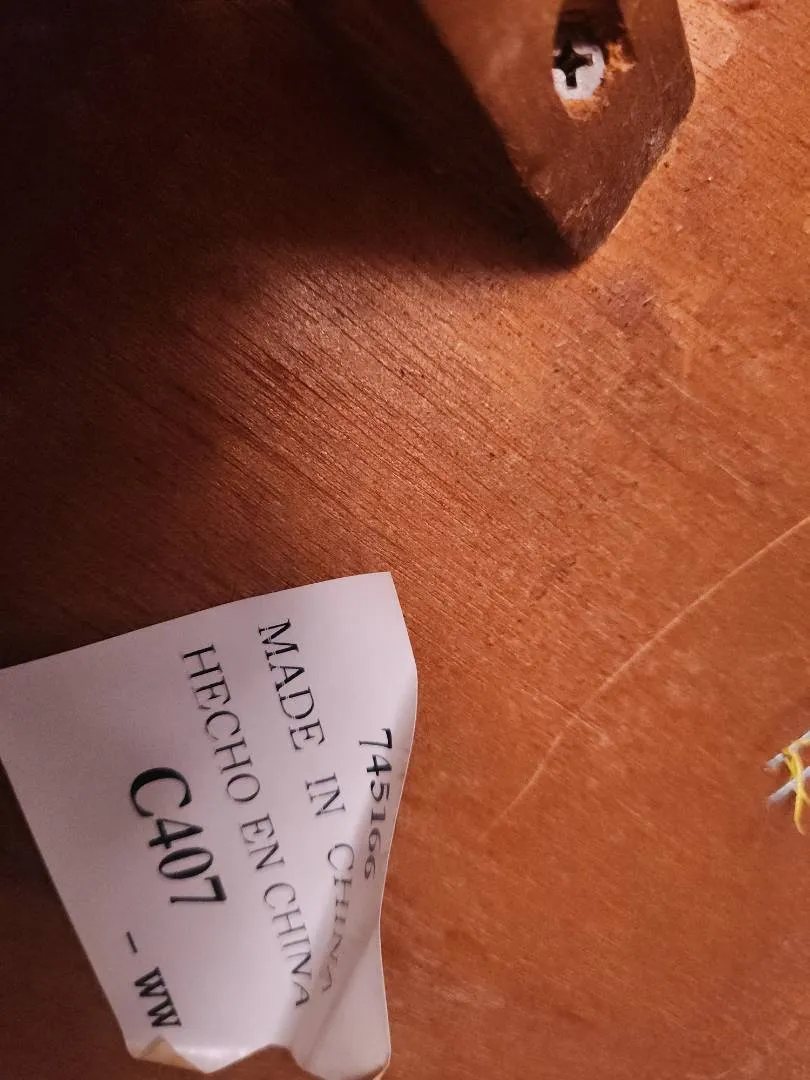 745166
MADE IN CHINA
HECHO EN CHINA
C407 - WW